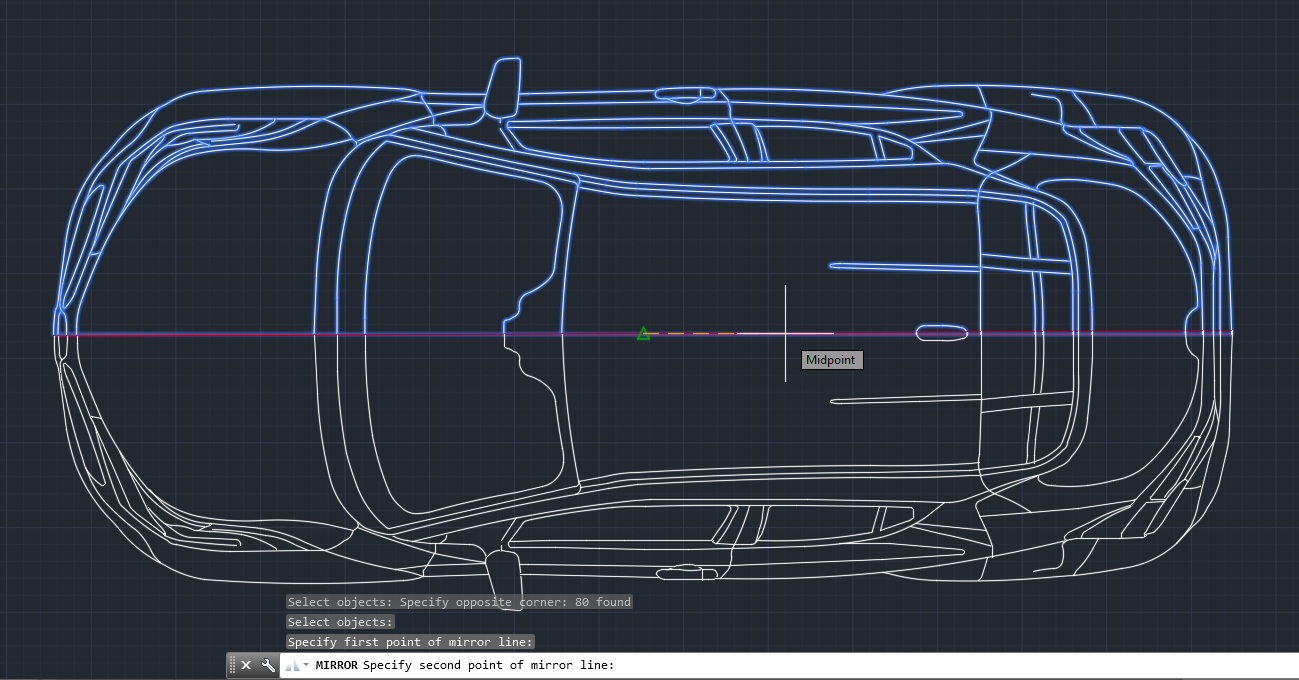 Midpoint
Select objects: Specify opposite corner: 80 found
Select objects:
Specify first point of mirror line:
MIRROR Specify second point of mirror line: